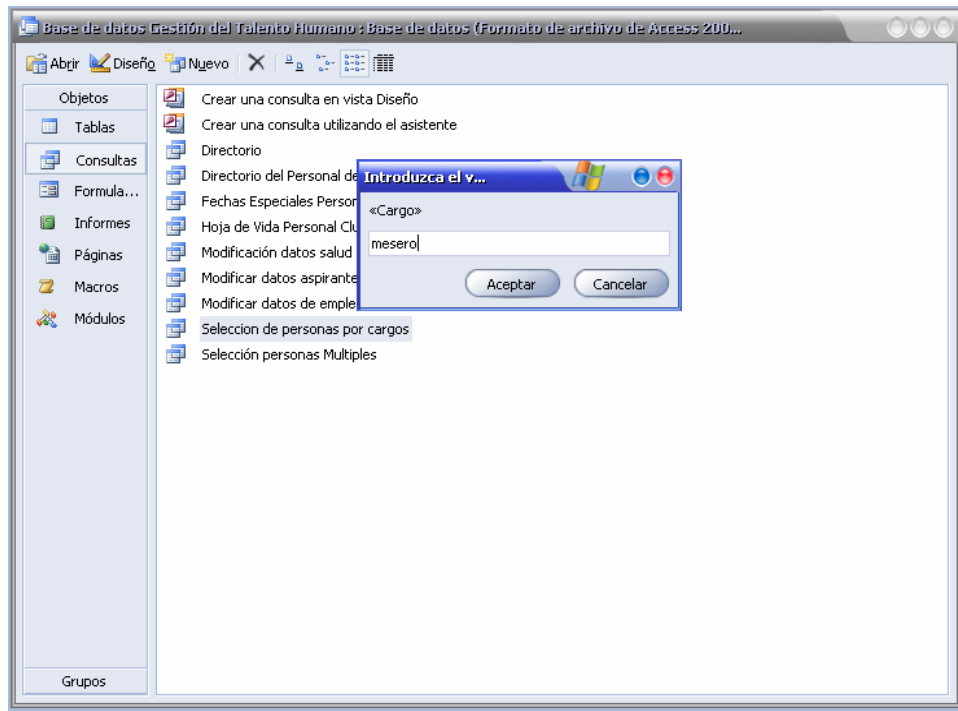 Base de datos Gestión del Talento Humano : Base de datos (Formato de archivo de Access 200...
Abrir Diseño Nuevo
Objetos
Tablas
Consultas
Formula...
Informes
Páginas
Macros
Módulos
Grupos
Crear una consulta en vista Diseño
Crear una consulta utilizando el asistente
Directorio
Directorio del Personal de
Fechas Especiales Person
Hoja de Vida Personal Clu
Modificación datos salud
Modificar datos aspirante
Modificar datos de emple
Seleccion de personas por cargos
Selección personas Multiples
Introduzca el v...
«Cargo»
mesero
Aceptar Cancelar